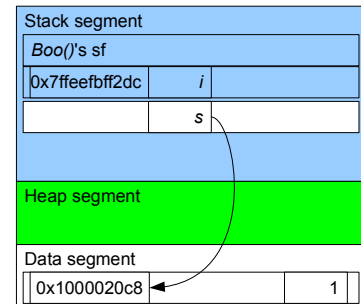 Stack segment
Boo()'s sf
0x7ffeefbff2dc i
s
Heap segment
Data segment
0x1000020c8 1